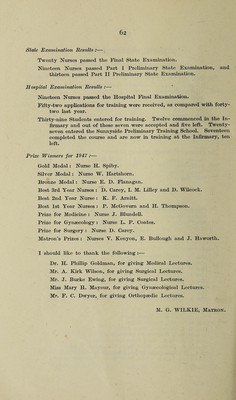 62
State Examination Results :—
Twenty Nurses passed the Final State Examination.
Nineteen Nurses passed Part I Preliminary State Examination, and
thirteen passed Part II Preliminary State Examination.
Hospital Examination Results :—
Nineteen Nurses passed the Hospital Final Examination.
Fifty-two applications for training were received, as compared with forty-
two last year.
Thirty-nine Students entered for training. Twelve commenced in the In-
firmary and out of these seven were accepted and five left. Twenty-
seven entered the Sunnyside Preliminary Training School. Seventeen
completed the course and are now in training at the Infirmary, ten
left.
Prize Winners for 1947 :—
Gold Medal : Nurse H. Spiby.
Silver Medal : Nurse W. Hartshorn.
Bronze Medal : Nurse E. D. Flanagan.
Best 3rd Year Nurses : D. Carey, I. M. Lilley and D. Wilcock.
Best 2nd Year Nurse : K. F. Arnitt.
Best 1st Year Nurses : P. McGovern and H. Thompson.
Prize for Medicine : Nurse J. Blundell.
Prize for Gynæcology : Nurse L. P. Coates.
Prize for Surgery : Nurse D. Carey.
Matron's Prizes : Nurses V. Kenyon, E. Bullough and J. Haworth.
I should like to thank the following :—
Dr. H. Phillip Goldman, for giving Medical Lectures.
Mr. A. Kirk Wilson, for giving Surgical Lectures.
Mr. J. Burke Ewing, for giving Surgical Lectures.
Miss Mary H. Mayeur, for giving Gynæcological Lectures.
Mr. F. C. Dwyer, for giving Orthopædic Lectures.
M. G. WILKIE, Matron.